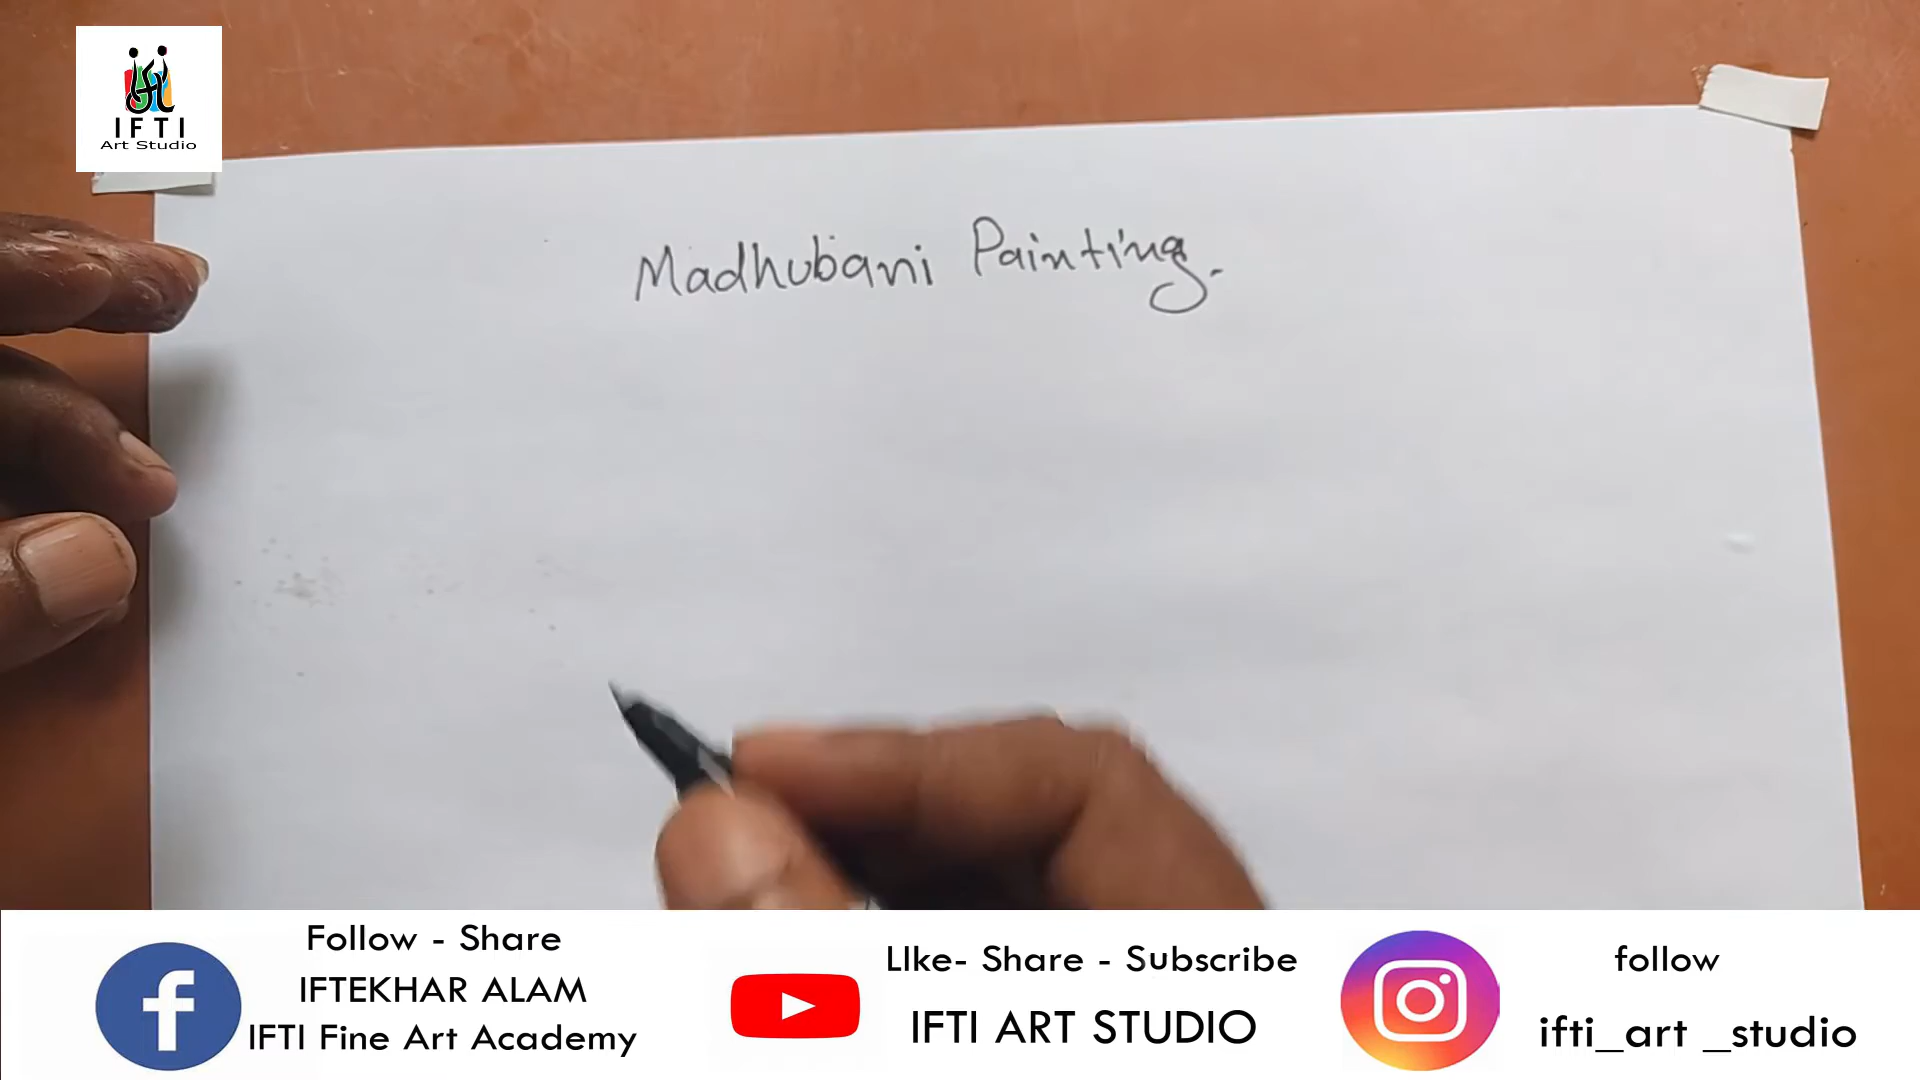 IFTI
Art Studio
Madhubani Painting.
Follow - Share
IFTEKHAR ALAM
IFTI Fine Art Academy
LIke- Share - Subscribe
IFTI ART STUDIO
follow
ifti_art _studio